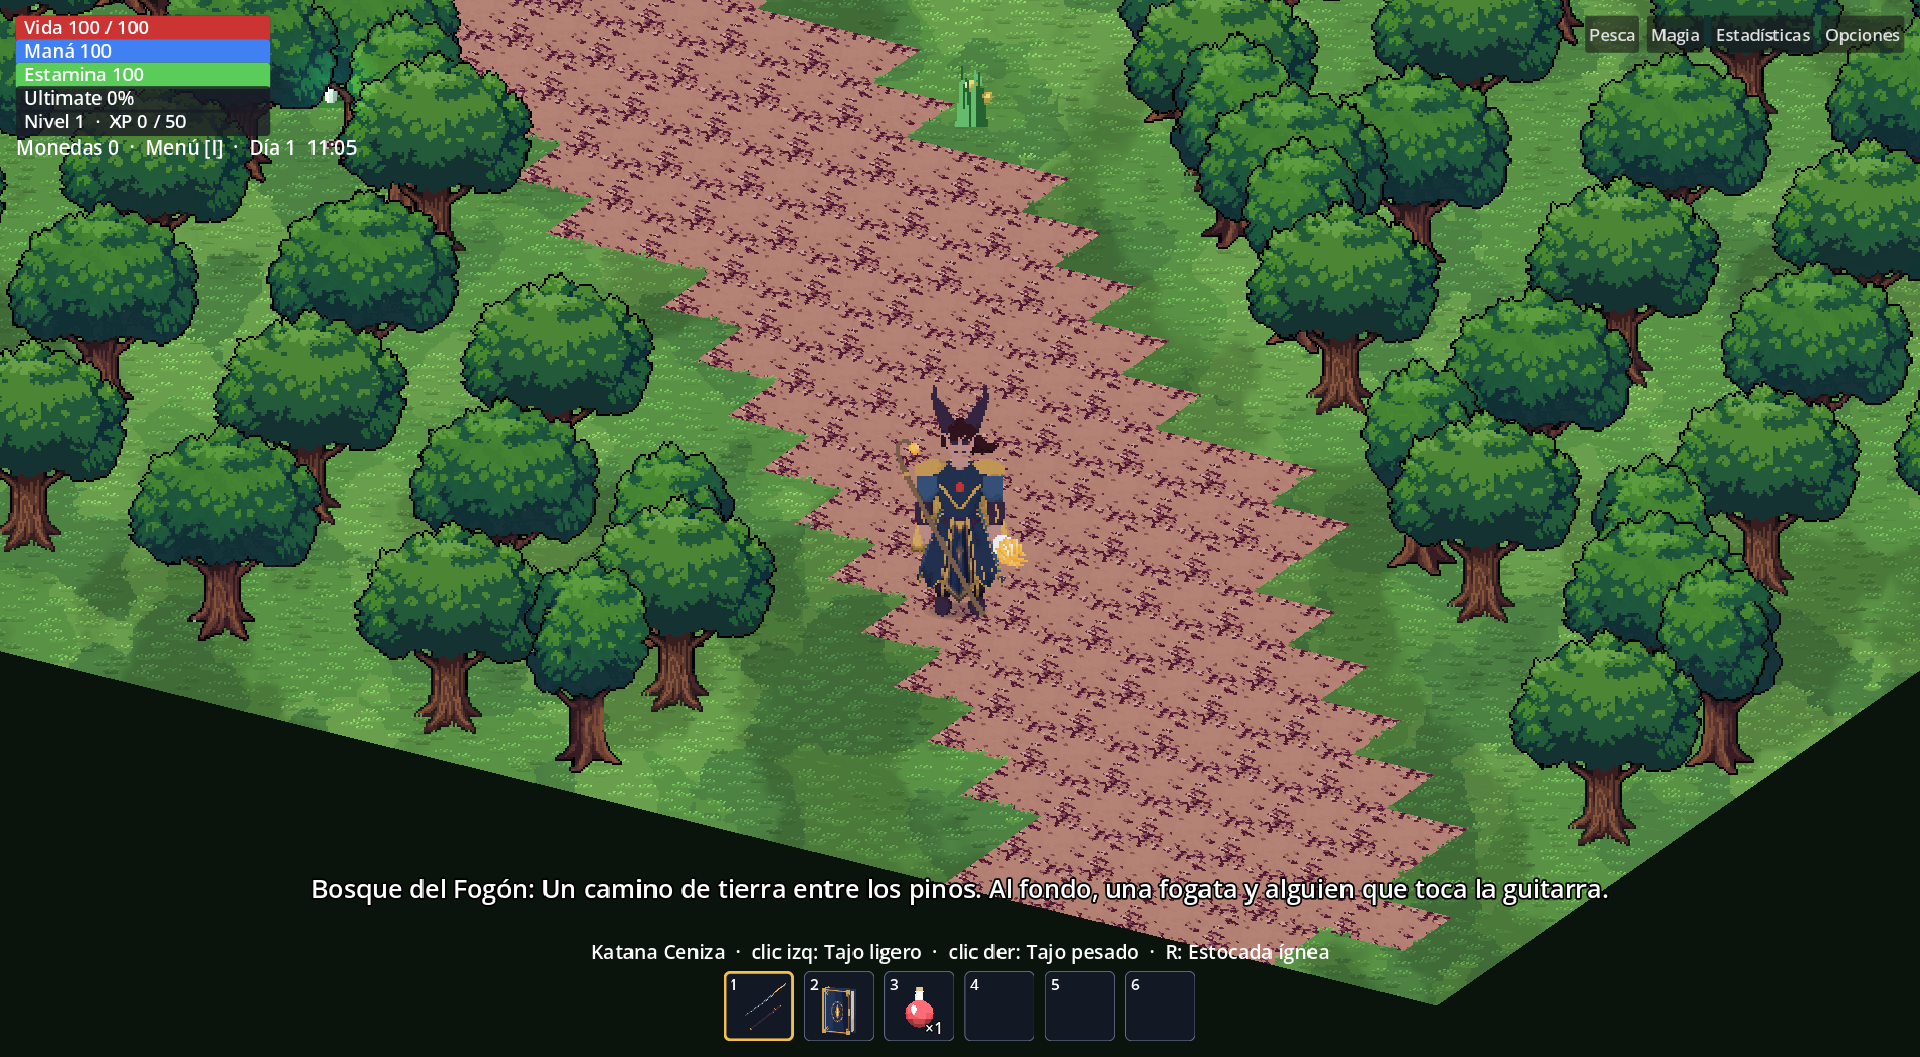 Vida 100 / 100
Maná 100
Estamina 100
Ultimate 0%
Nivel 1 · XP 0 / 50
Monedas 0 · Menú [I] · Día 1 11:05
Pesca Magia Estadísticas Opciones
Bosque del Fogón: Un camino de tierra entre los pinos. Al fondo, una fogata y alguien que toca la guitarra.
Katana Ceniza · clic izq: Tajo ligero · clic der: Tajo pesado · R: Estocada ígnea
1 2 3 4 5 6
×1